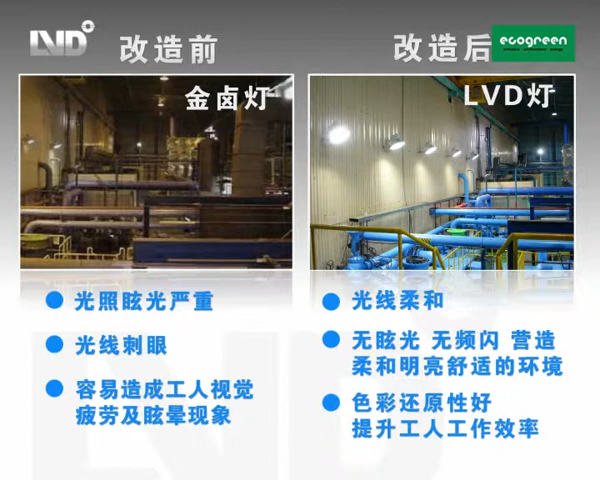 LVD
改造前
改造后
ecogreen
金卤灯
LVD灯
光照眩光严重
光线刺眼
容易造成工人视觉
疲劳及眩晕现象
光线柔和
无眩光 无频闪 营造
柔和明亮舒适的环境
色彩还原性好
提升工人工作效率